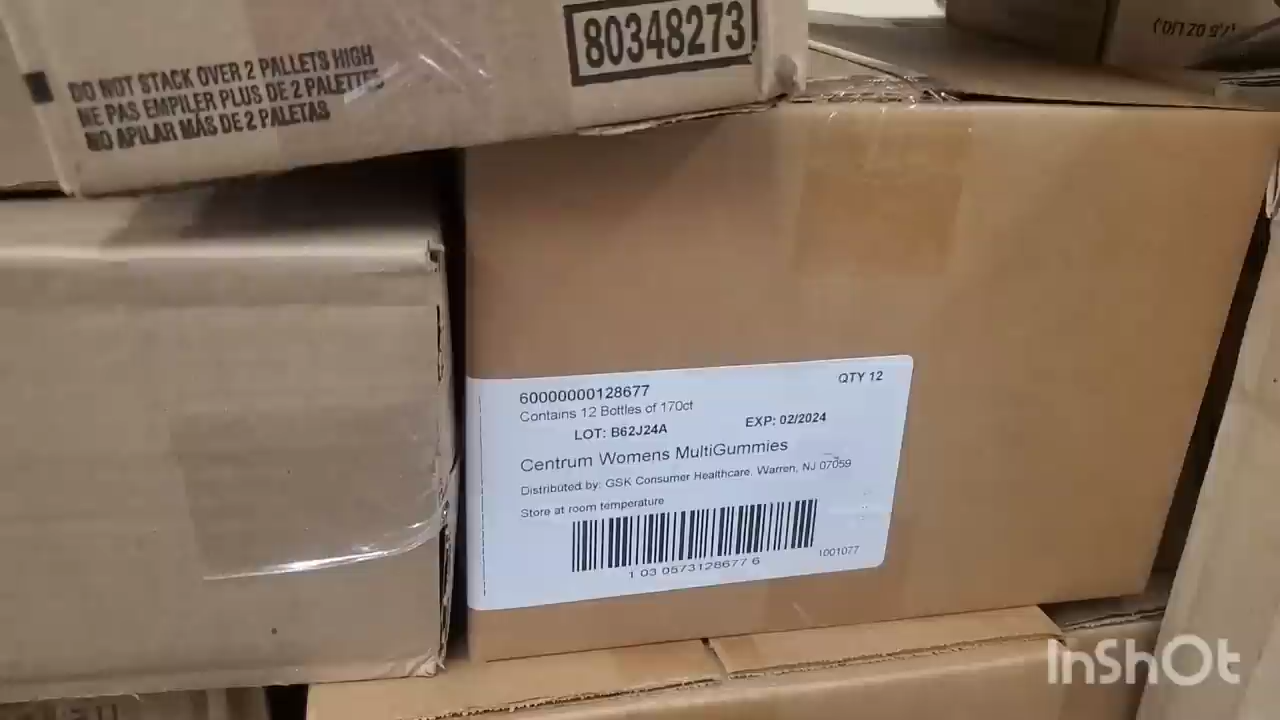 80348273
DO NOT STACK OVER 2 PALLETS HIGH
NE PAS EMPILER PLUS DE 2 PALETTES
NO APILAR MÁS DE 2 PALETAS
60000000128677
QTY 12
Contains 12 Bottles of 170ct
LOT: B62J24A
EXP: 02/2024
Centrum Womens MultiGummies
Distributed by: GSK Consumer Healthcare, Warren, NJ 07059
Store at room temperature
1 03 0573128677 6
1001077
InShOt